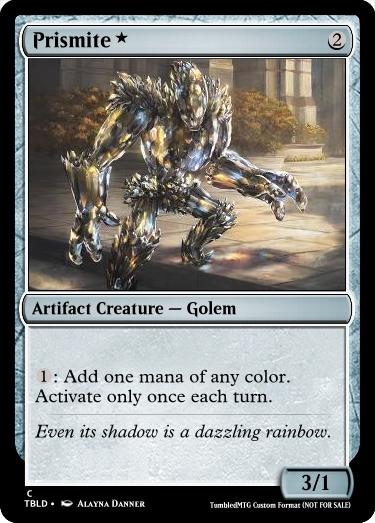 Prismite ★ 2
Artifact Creature — Golem
1: Add one mana of any color.
Activate only once each turn.
Even its shadow is a dazzling rainbow.
3/1
C
TBLD • Alayna Danner
TumbledMTG Custom Format (NOT FOR SALE)